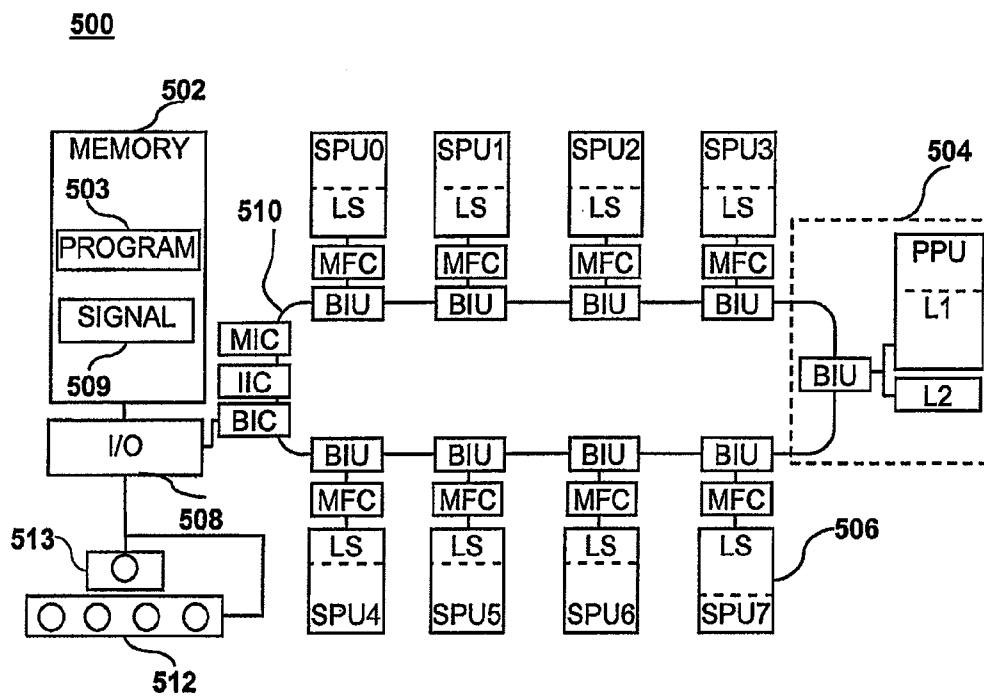 500
502
MEMORY
503
PROGRAM
SIGNAL
509
I/O
508
513
512
510
MIC
IIC
BIC
SPU0 SPU1 SPU2 SPU3
LS LS LS LS
MFC MFC MFC MFC
BIU BIU BIU BIU
504
PPU
L1
BIU
L2
BIU BIU BIU BIU
MFC MFC MFC MFC
LS LS LS LS
SPU4 SPU5 SPU6 SPU7
506